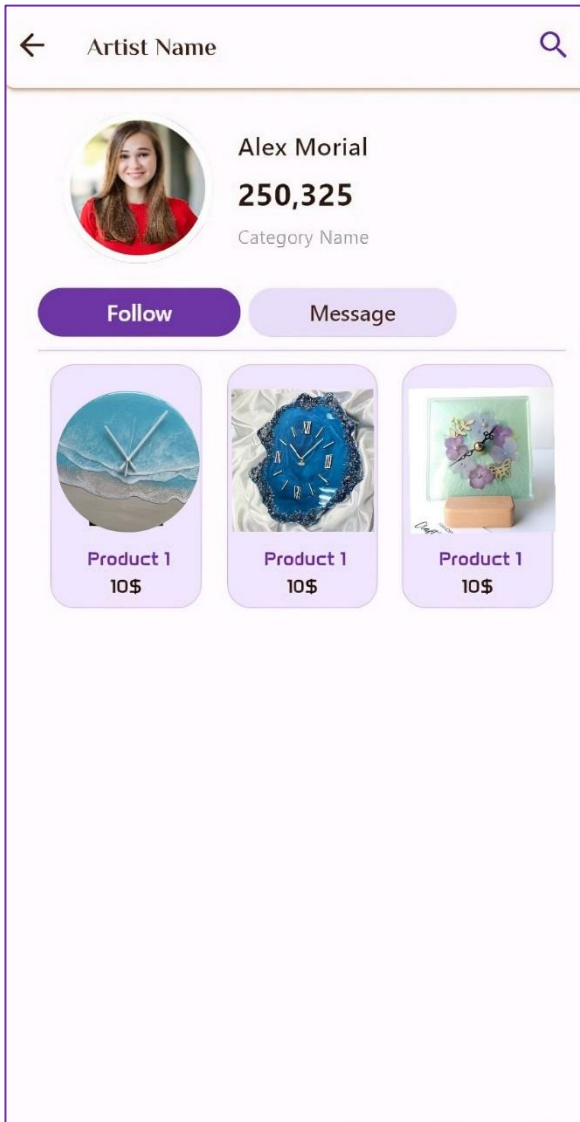 Artist Name
Alex Morial
250,325
Category Name
Follow
Message
Product 1
10$
Product 1
10$
Product 1
10$